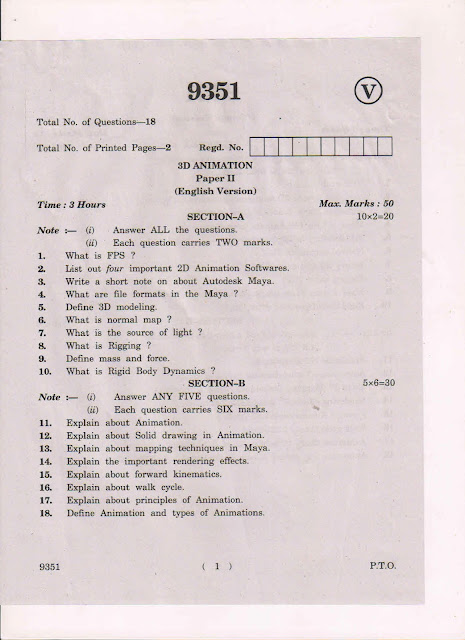 9351
V
Total No. of Questions—18
Total No. of Printed Pages—2 Regd. No.
3D ANIMATION
Paper II
(English Version)
Time : 3 Hours Max. Marks : 50
SECTION-A 10×2=20
Note :— (i) Answer ALL the questions.
(ii) Each question carries TWO marks.
1. What is FPS ?
2. List out four important 2D Animation Softwares.
3. Write a short note on about Autodesk Maya.
4. What are file formats in the Maya ?
5. Define 3D modeling.
6. What is normal map ?
7. What is the source of light ?
8. What is Rigging ?
9. Define mass and force.
10. What is Rigid Body Dynamics ?
SECTION-B 5×6=30
Note :— (i) Answer ANY FIVE questions.
(ii) Each question carries SIX marks.
11. Explain about Animation.
12. Explain about Solid drawing in Animation.
13. Explain about mapping techniques in Maya.
14. Explain the important rendering effects.
15. Explain about forward kinematics.
16. Explain about walk cycle.
17. Explain about principles of Animation.
18. Define Animation and types of Animations.
9351 ( 1 ) P.T.O.